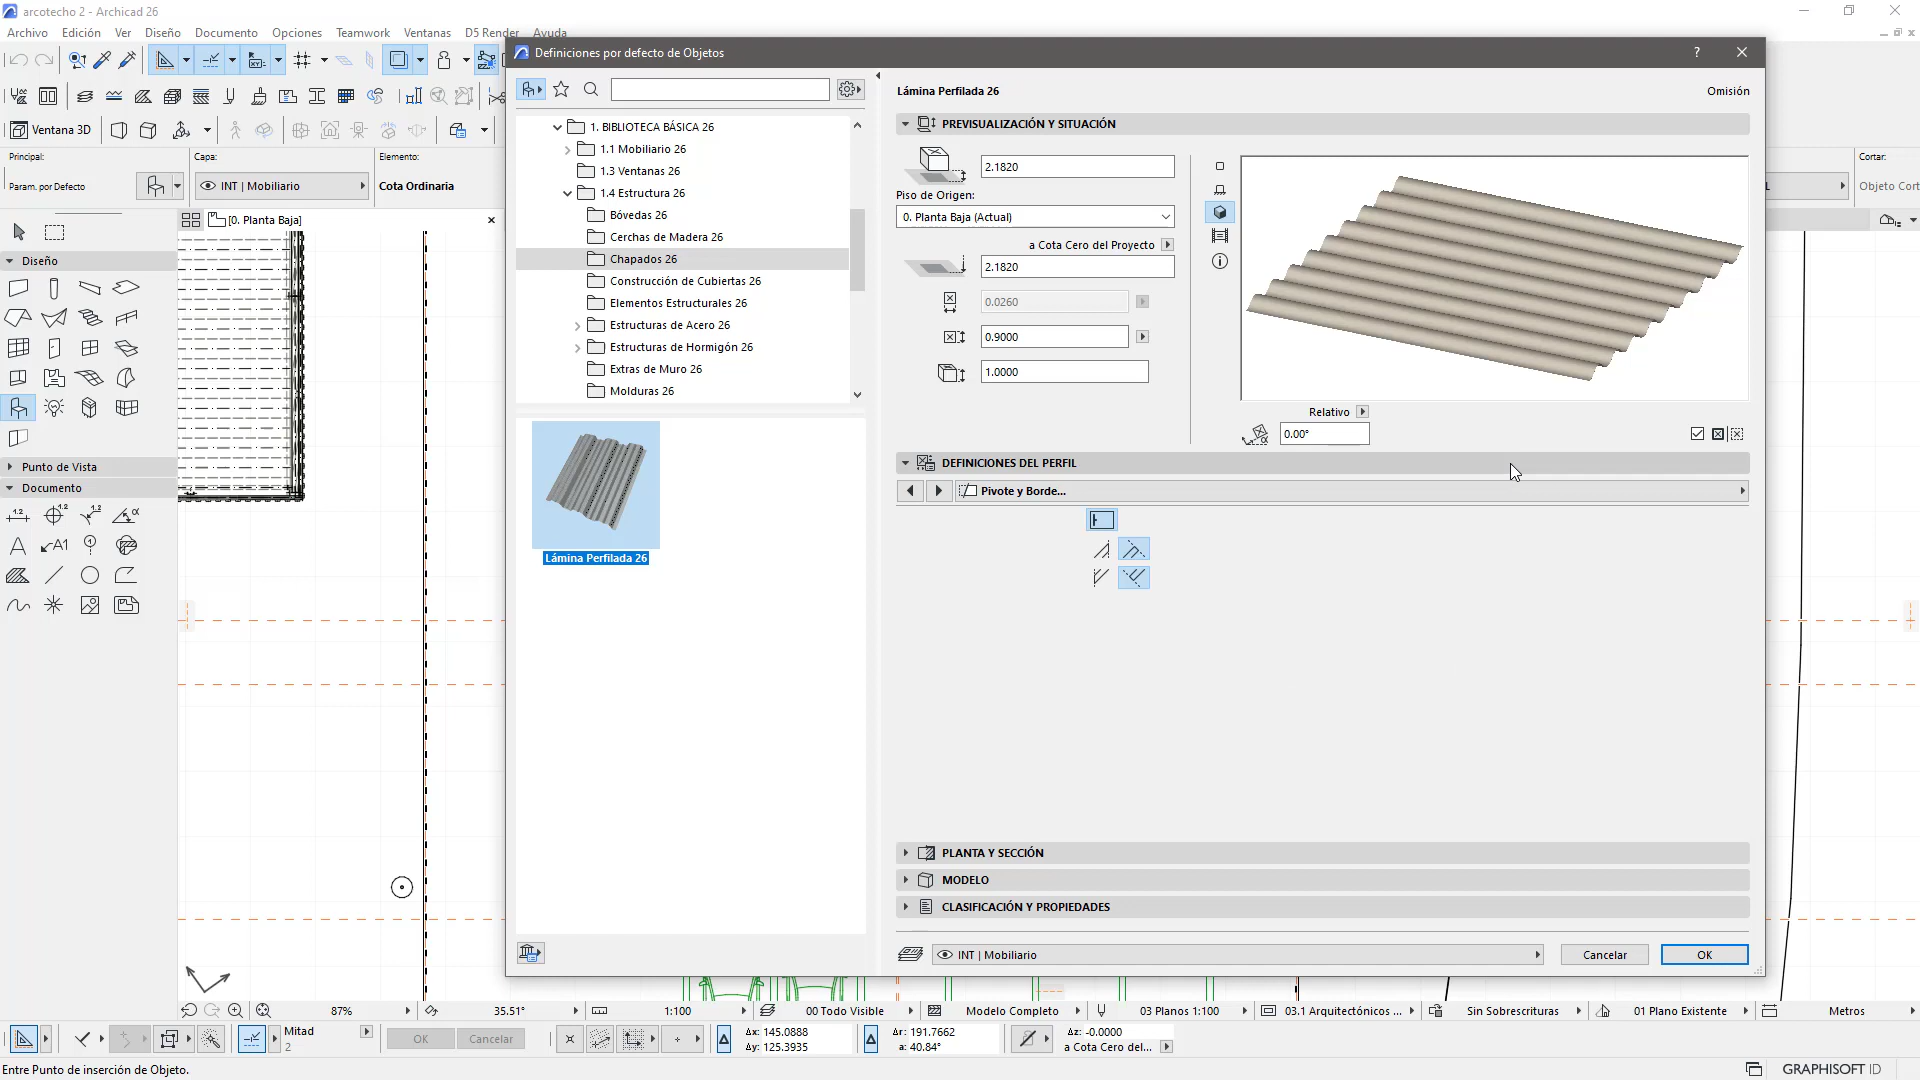 arcotecho 2 - Archicad 26
Archivo Edición Ver Diseño Documento Opciones Teamwork Ventanas D5 Render Ayuda
Definiciones por defecto de Objetos
?
Ventana 3D
Principal:
Param. por Defecto
Capa:
INT | Mobiliario
Elemento:
Cota Ordinaria
Cortar:
Objeto Cort
[0. Planta Baja]
Diseño
Punto de Vista
Documento
1. BIBLIOTECA BÁSICA 26
1.1 Mobiliario 26
1.3 Ventanas 26
1.4 Estructura 26
Bóvedas 26
Cerchas de Madera 26
Chapados 26
Construcción de Cubiertas 26
Elementos Estructurales 26
Estructuras de Acero 26
Estructuras de Hormigón 26
Extras de Muro 26
Molduras 26
Lámina Perfilada 26
Lámina Perfilada 26
Omisión
PREVISUALIZACIÓN Y SITUACIÓN
2.1820
Piso de Origen:
0. Planta Baja (Actual)
a Cota Cero del Proyecto
2.1820
0.0260
0.9000
1.0000
Relativo
0.00°
DEFINICIONES DEL PERFIL
Pivote y Borde...
PLANTA Y SECCIÓN
MODELO
CLASIFICACIÓN Y PROPIEDADES
INT | Mobiliario
Cancelar
OK
87%
35.51°
1:100
00 Todo Visible
Modelo Completo
03 Planos 1:100
03.1 Arquitectónicos ...
Sin Sobrescrituras
01 Plano Existente
Metros
Mitad
2
OK
Cancelar
Δx: 145.0888
Δy: 125.3935
Δr: 191.7662
a: 40.84°
Δz: -0.0000
a Cota Cero del...
Entre Punto de inserción de Objeto.
GRAPHISOFT ID